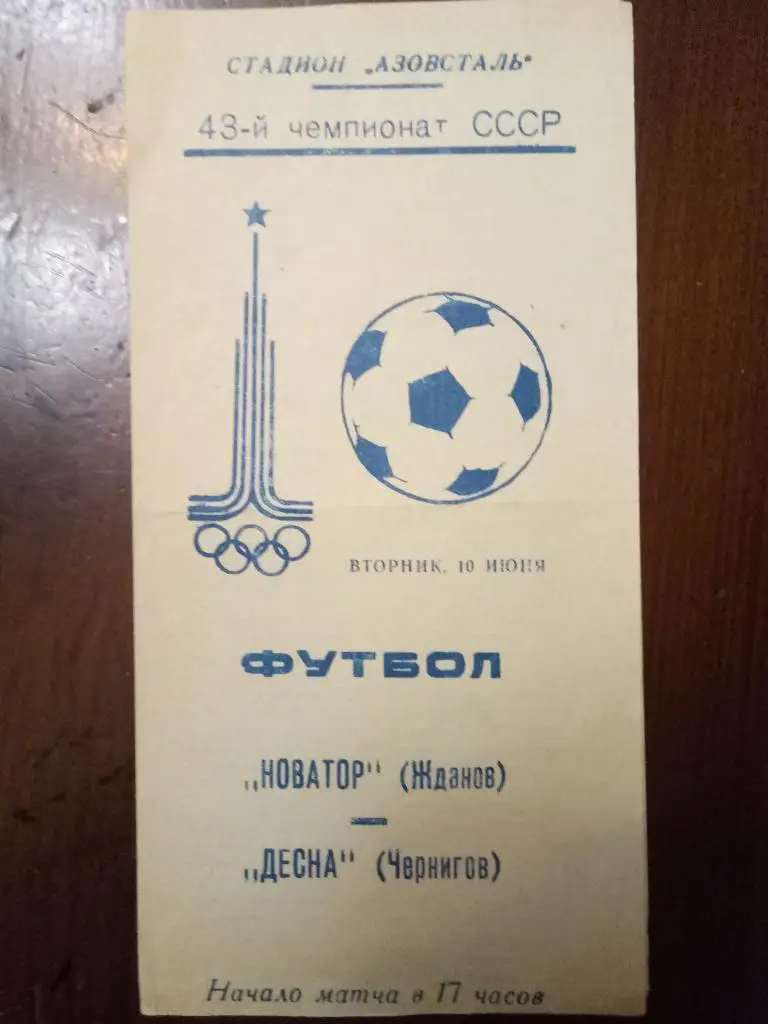 СТАДИОН „АЗОВСТАЛЬ"
43-й чемпионат СССР
ВТОРНИК, 10 ИЮНЯ
ФУТБОЛ
„НОВАТОР" (Жданов)
—
„ДЕСНА" (Чернигов)
Начало матча в 17 часов